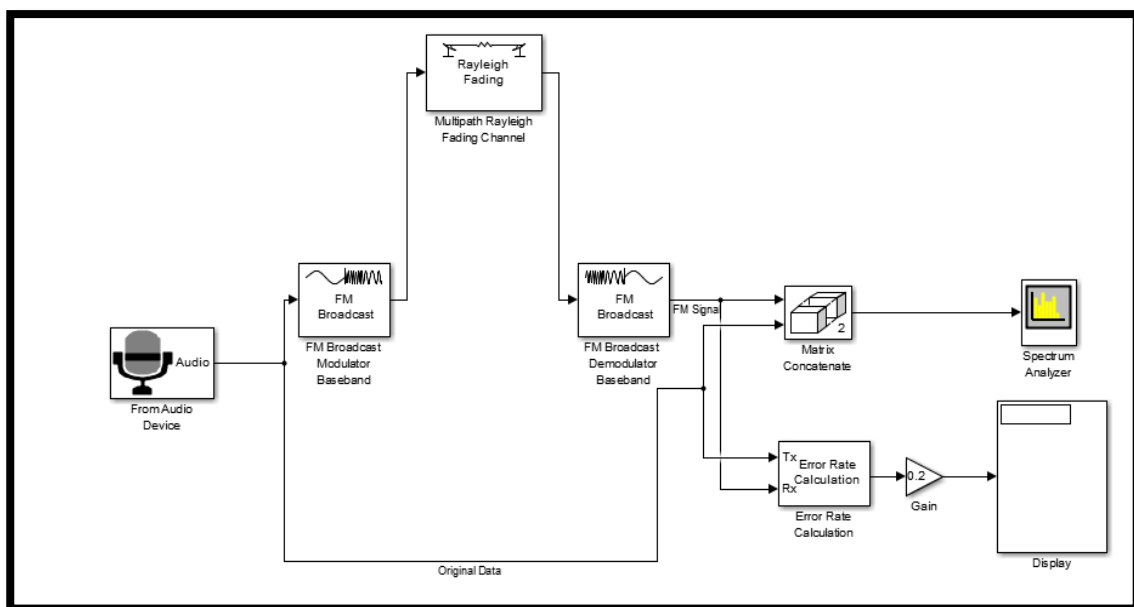 Rayleigh
Fading
Multipath Rayleigh
Fading Channel
FM
Broadcast
FM Broadcast
Modulator
Baseband
FM
Broadcast
FM Broadcast
Demodulator
Baseband
FM Signal
2
Matrix
Concatenate
Spectrum
Analyzer
Audio
From Audio
Device
Tx
Rx
Error Rate
Calculation
Error Rate
Calculation
0.2
Gain
Display
Original Data